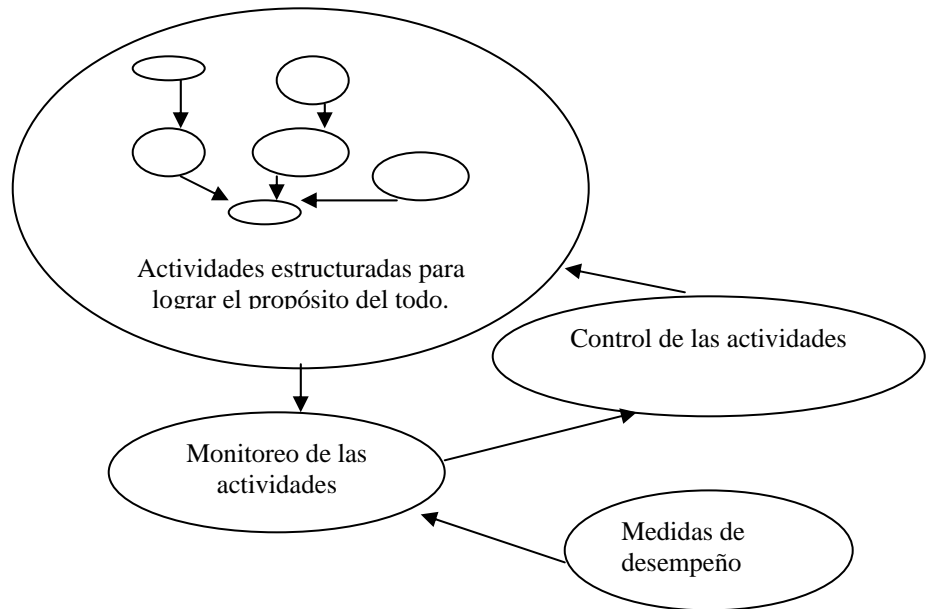 Actividades estructuradas para
lograr el propósito del todo.
Control de las actividades
Monitoreo de las
actividades
Medidas de
desempeño